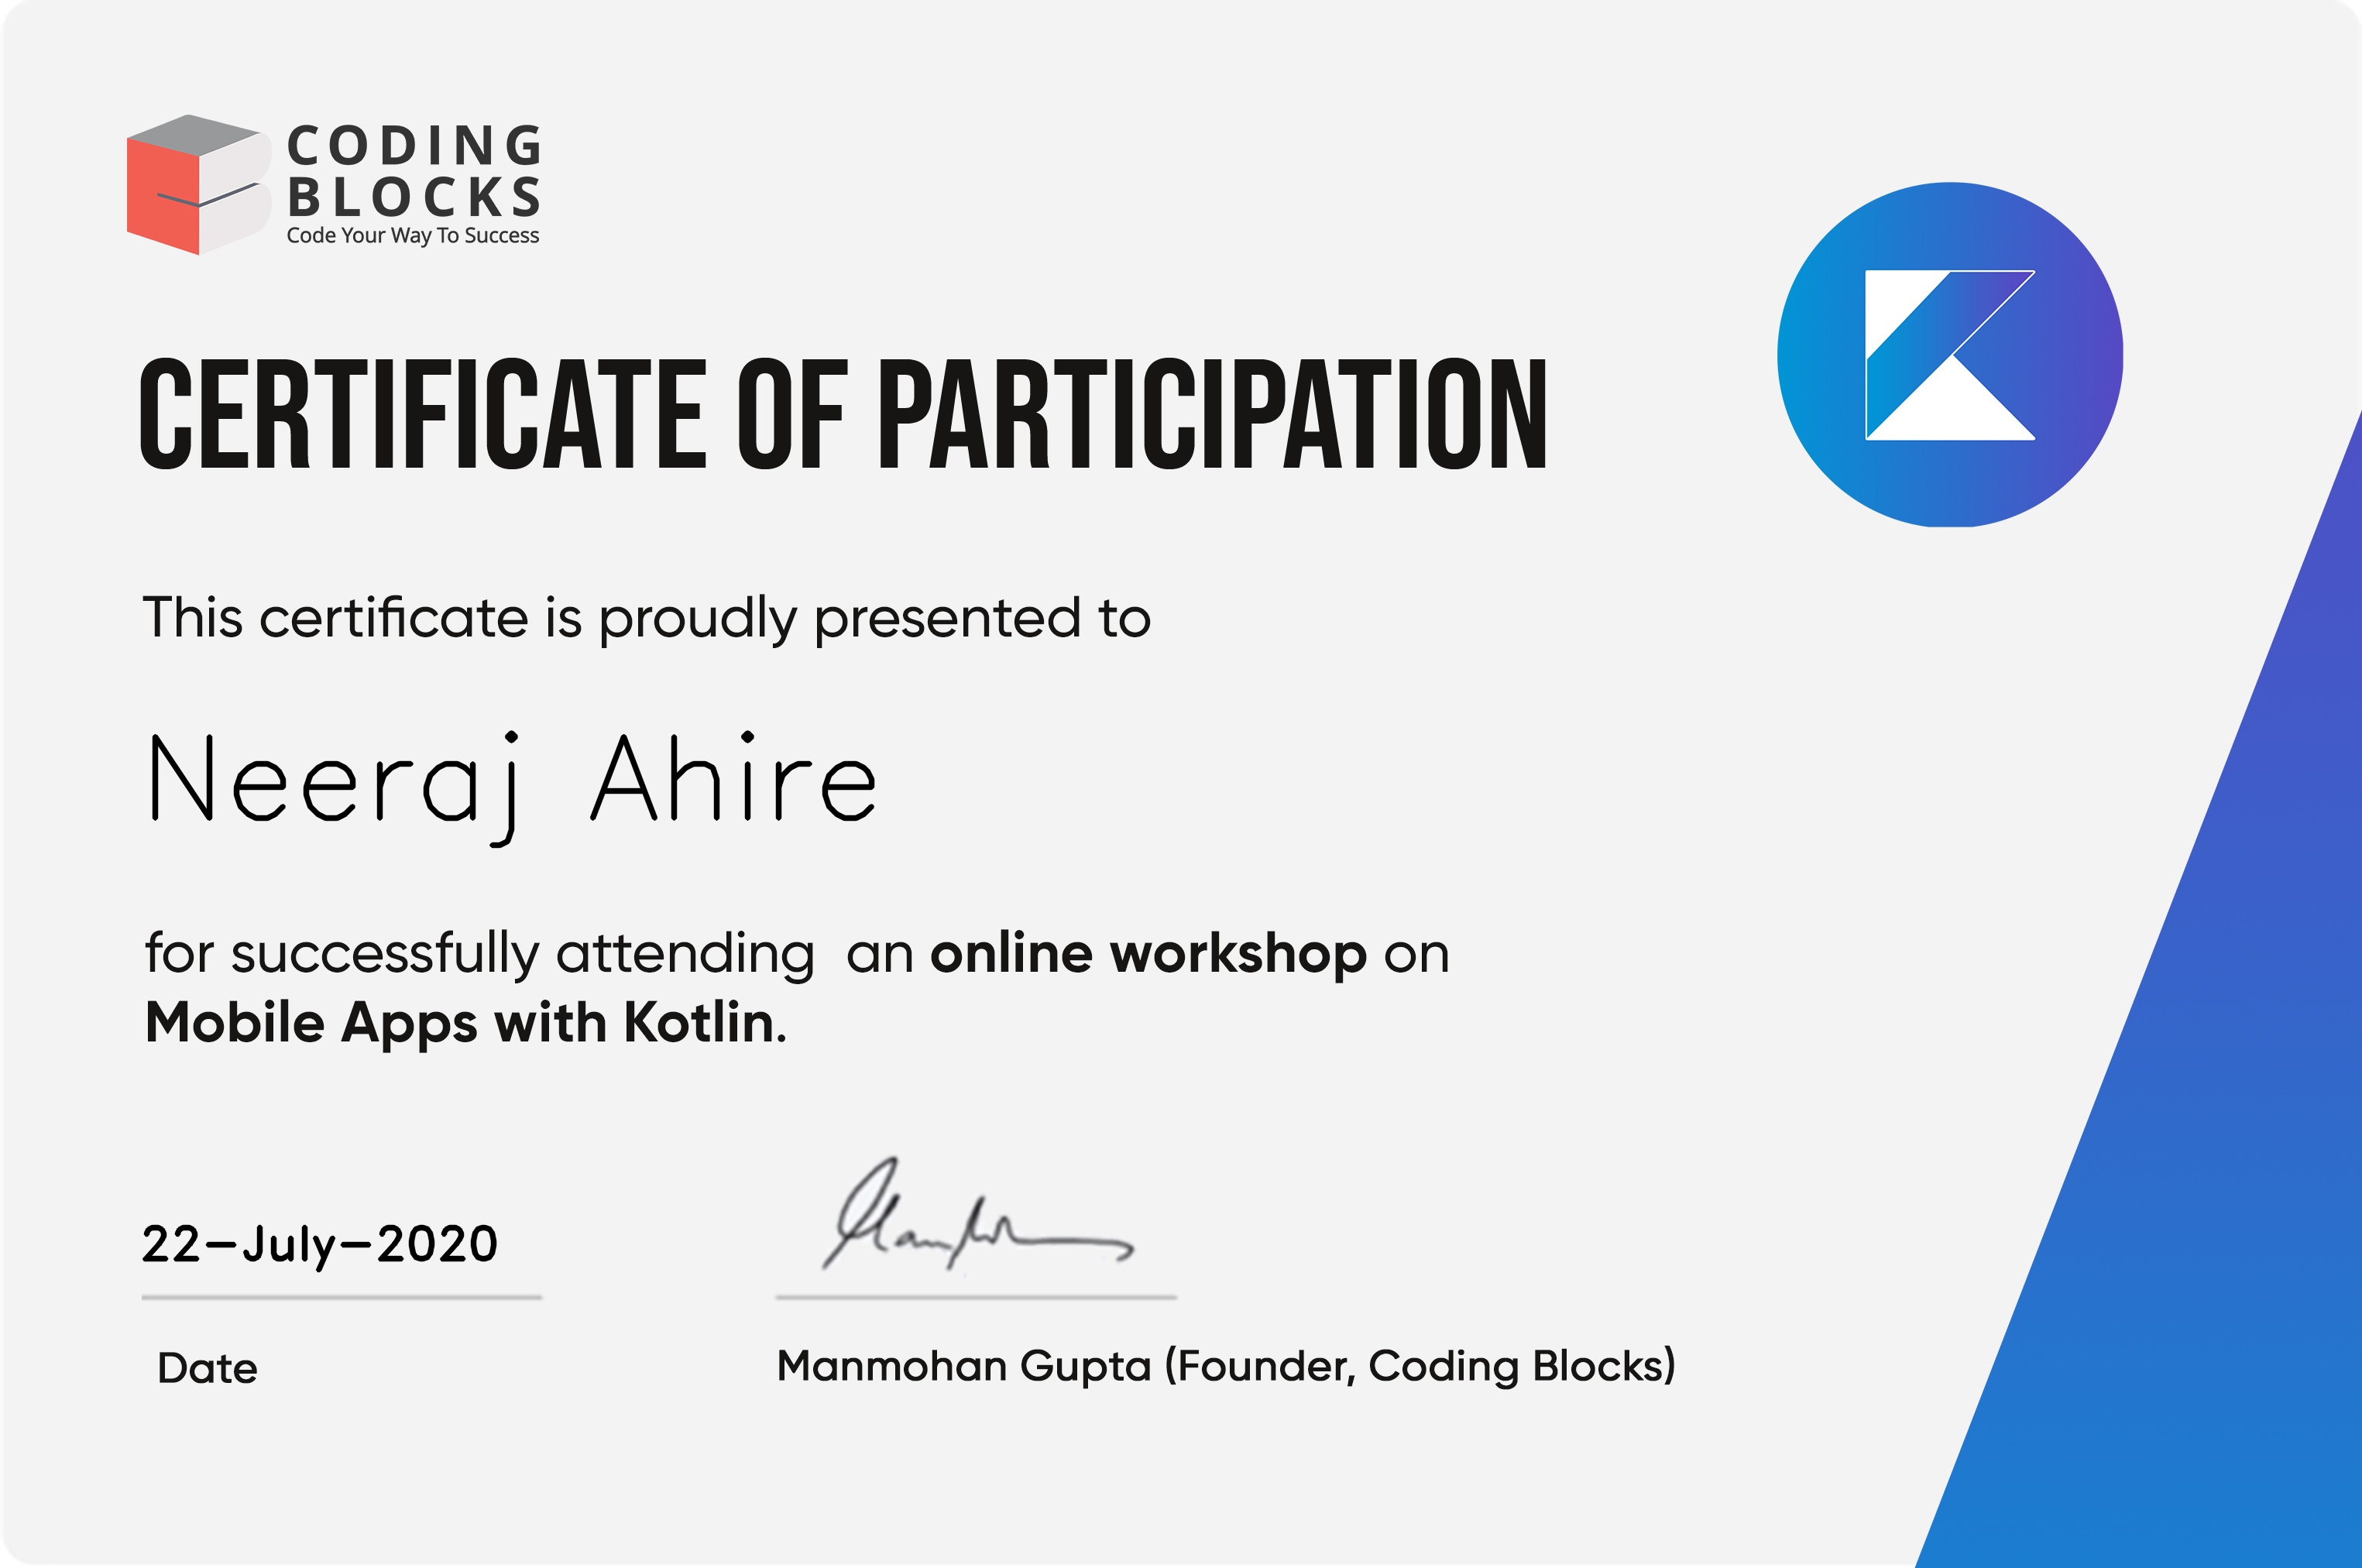 CODING
BLOCKS
Code Your Way To Success
CERTIFICATE OF PARTICIPATION
This certificate is proudly presented to
Neeraj Ahire
for successfully attending an online workshop on
Mobile Apps with Kotlin.
22-July-2020
Date
Manmohan Gupta (Founder, Coding Blocks)